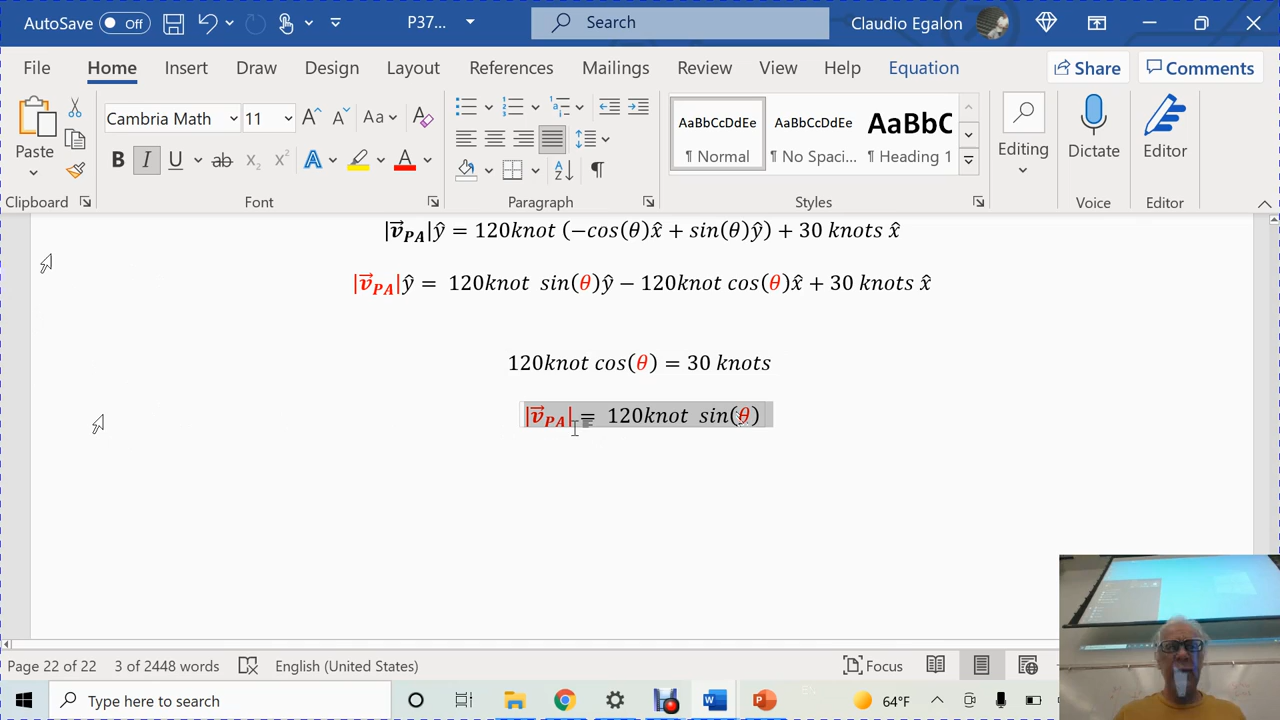 AutoSave Off P37... Search Claudio Egalon
File Home Insert Draw Design Layout References Mailings Review View Help Equation Share Comments
Paste Cambria Math 11 Aa A AaBbCcDdEe AaBbCcDdEe AaBbC Editing Dictate Editor
B I U ab x₂ x² A A ¶ Normal ¶ No Spaci... ¶ Heading 1
Clipboard Font Paragraph Styles Voice Editor
|v⃗_PA|ŷ = 120knot (−cos(θ)x̂ + sin(θ)ŷ) + 30 knots x̂
|v⃗_PA|ŷ = 120knot sin(θ)ŷ − 120knot cos(θ)x̂ + 30 knots x̂
120knot cos(θ) = 30 knots
|v⃗_PA| = 120knot sin(θ)
Page 22 of 22 3 of 2448 words English (United States) Focus
Type here to search 64°F